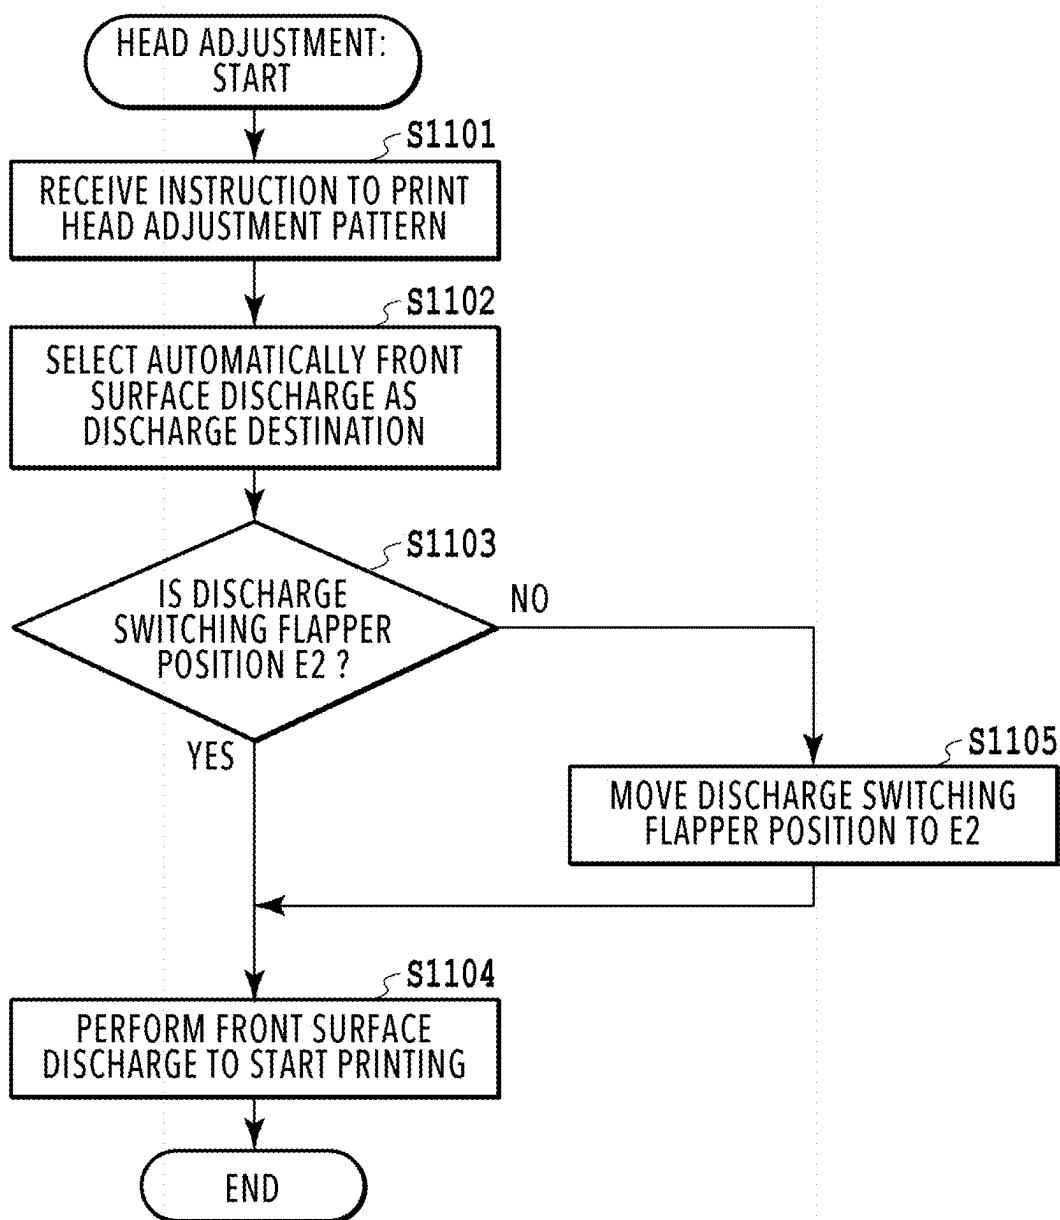 HEAD ADJUSTMENT:
START
S1101
RECEIVE INSTRUCTION TO PRINT
HEAD ADJUSTMENT PATTERN
S1102
SELECT AUTOMATICALLY FRONT
SURFACE DISCHARGE AS
DISCHARGE DESTINATION
S1103
IS DISCHARGE
SWITCHING FLAPPER
POSITION E2 ?
NO
YES
S1105
MOVE DISCHARGE SWITCHING
FLAPPER POSITION TO E2
S1104
PERFORM FRONT SURFACE
DISCHARGE TO START PRINTING
END